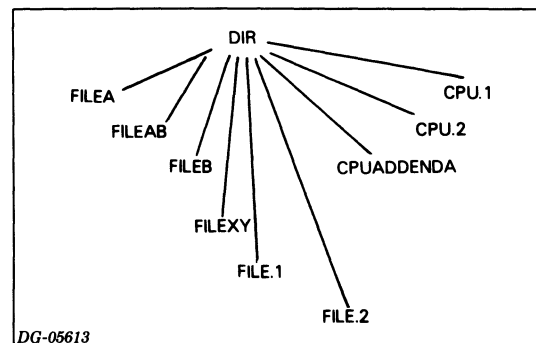 DIR
FILEA
CPU.1
FILEAB
CPU.2
FILEB
CPUADDENDA
FILEXY
FILE.1
FILE.2
DG-05613